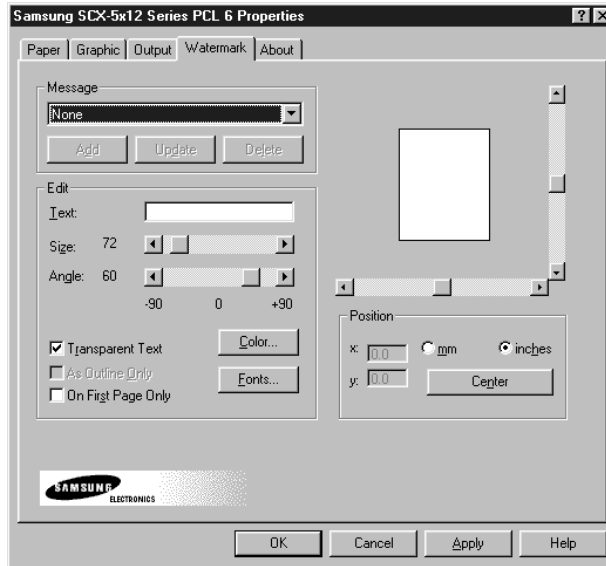 Samsung SCX-5x12 Series PCL 6 Properties
Paper Graphic Output Watermark About
Message
None
Add Update Delete
Edit
Text:
Size: 72
Angle: 60
-90 0 +90
Transparent Text
Color...
As Outline Only
Fonts...
On First Page Only
Position
x: 0.0 mm inches
y: 0.0 Center
SAMSUNG
ELECTRONICS
OK Cancel Apply Help